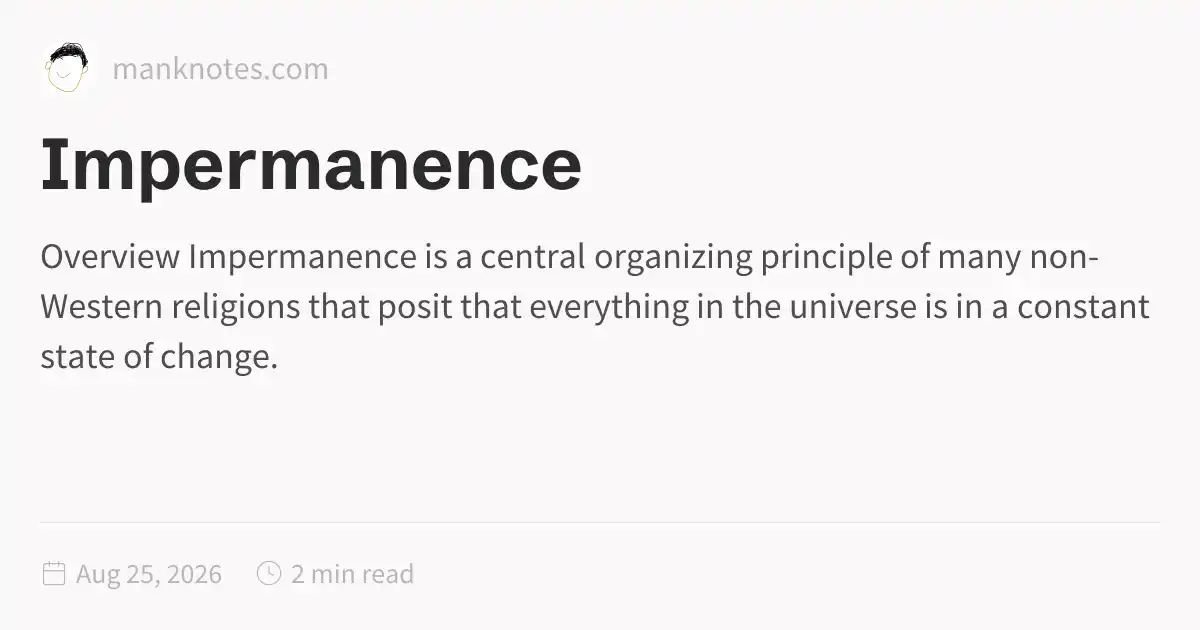 manknotes.com
Impermanence
Overview Impermanence is a central organizing principle of many non-
Western religions that posit that everything in the universe is in a constant
state of change.
Aug 25, 2026 2 min read